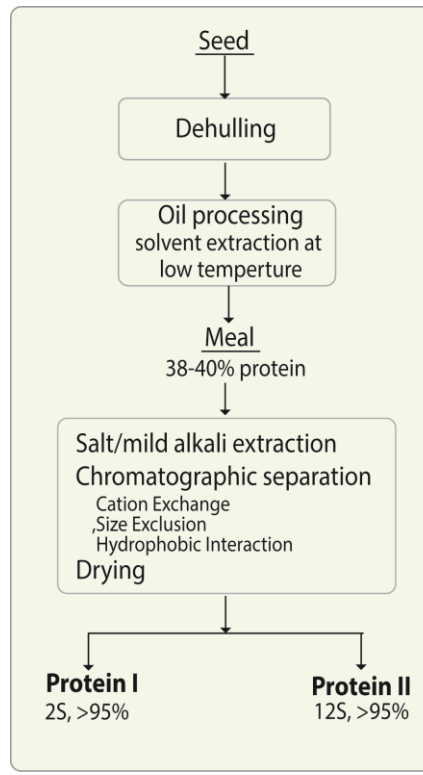 Seed
Dehulling
Oil processing
solvent extraction at
low temperture
Meal
38-40% protein
Salt/mild alkali extraction
Chromatographic separation
Cation Exchange
,Size Exclusion
Hydrophobic Interaction
Drying
Protein I
2S, >95%
Protein II
12S, >95%